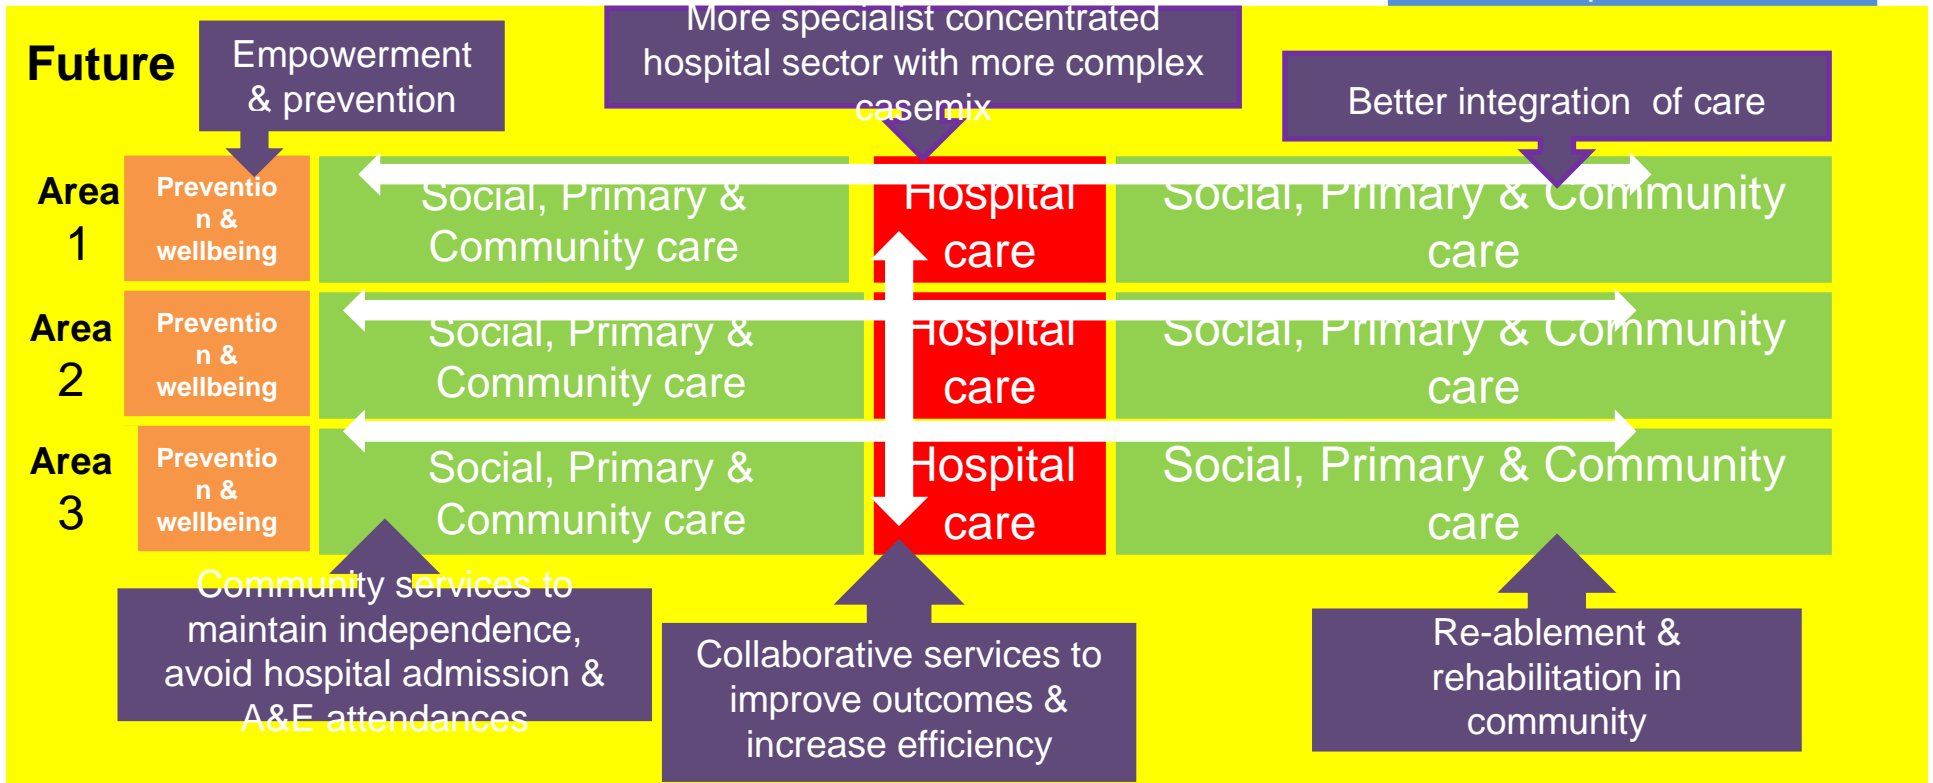 More specialist concentrated
hospital sector with more complex
casemix
Future
Empowerment
& prevention
Better integration of care
Area
1
Preventio
n &
wellbeing
Social, Primary &
Community care
Hospital
care
Social, Primary & Community
care
Area
2
Preventio
n &
wellbeing
Social, Primary &
Community care
Hospital
care
Social, Primary & Community
care
Area
3
Preventio
n &
wellbeing
Social, Primary &
Community care
Hospital
care
Social, Primary & Community
care
Community services to
maintain independence,
avoid hospital admission &
A&E attendances
Collaborative services to
improve outcomes &
increase efficiency
Re-ablement &
rehabilitation in
community